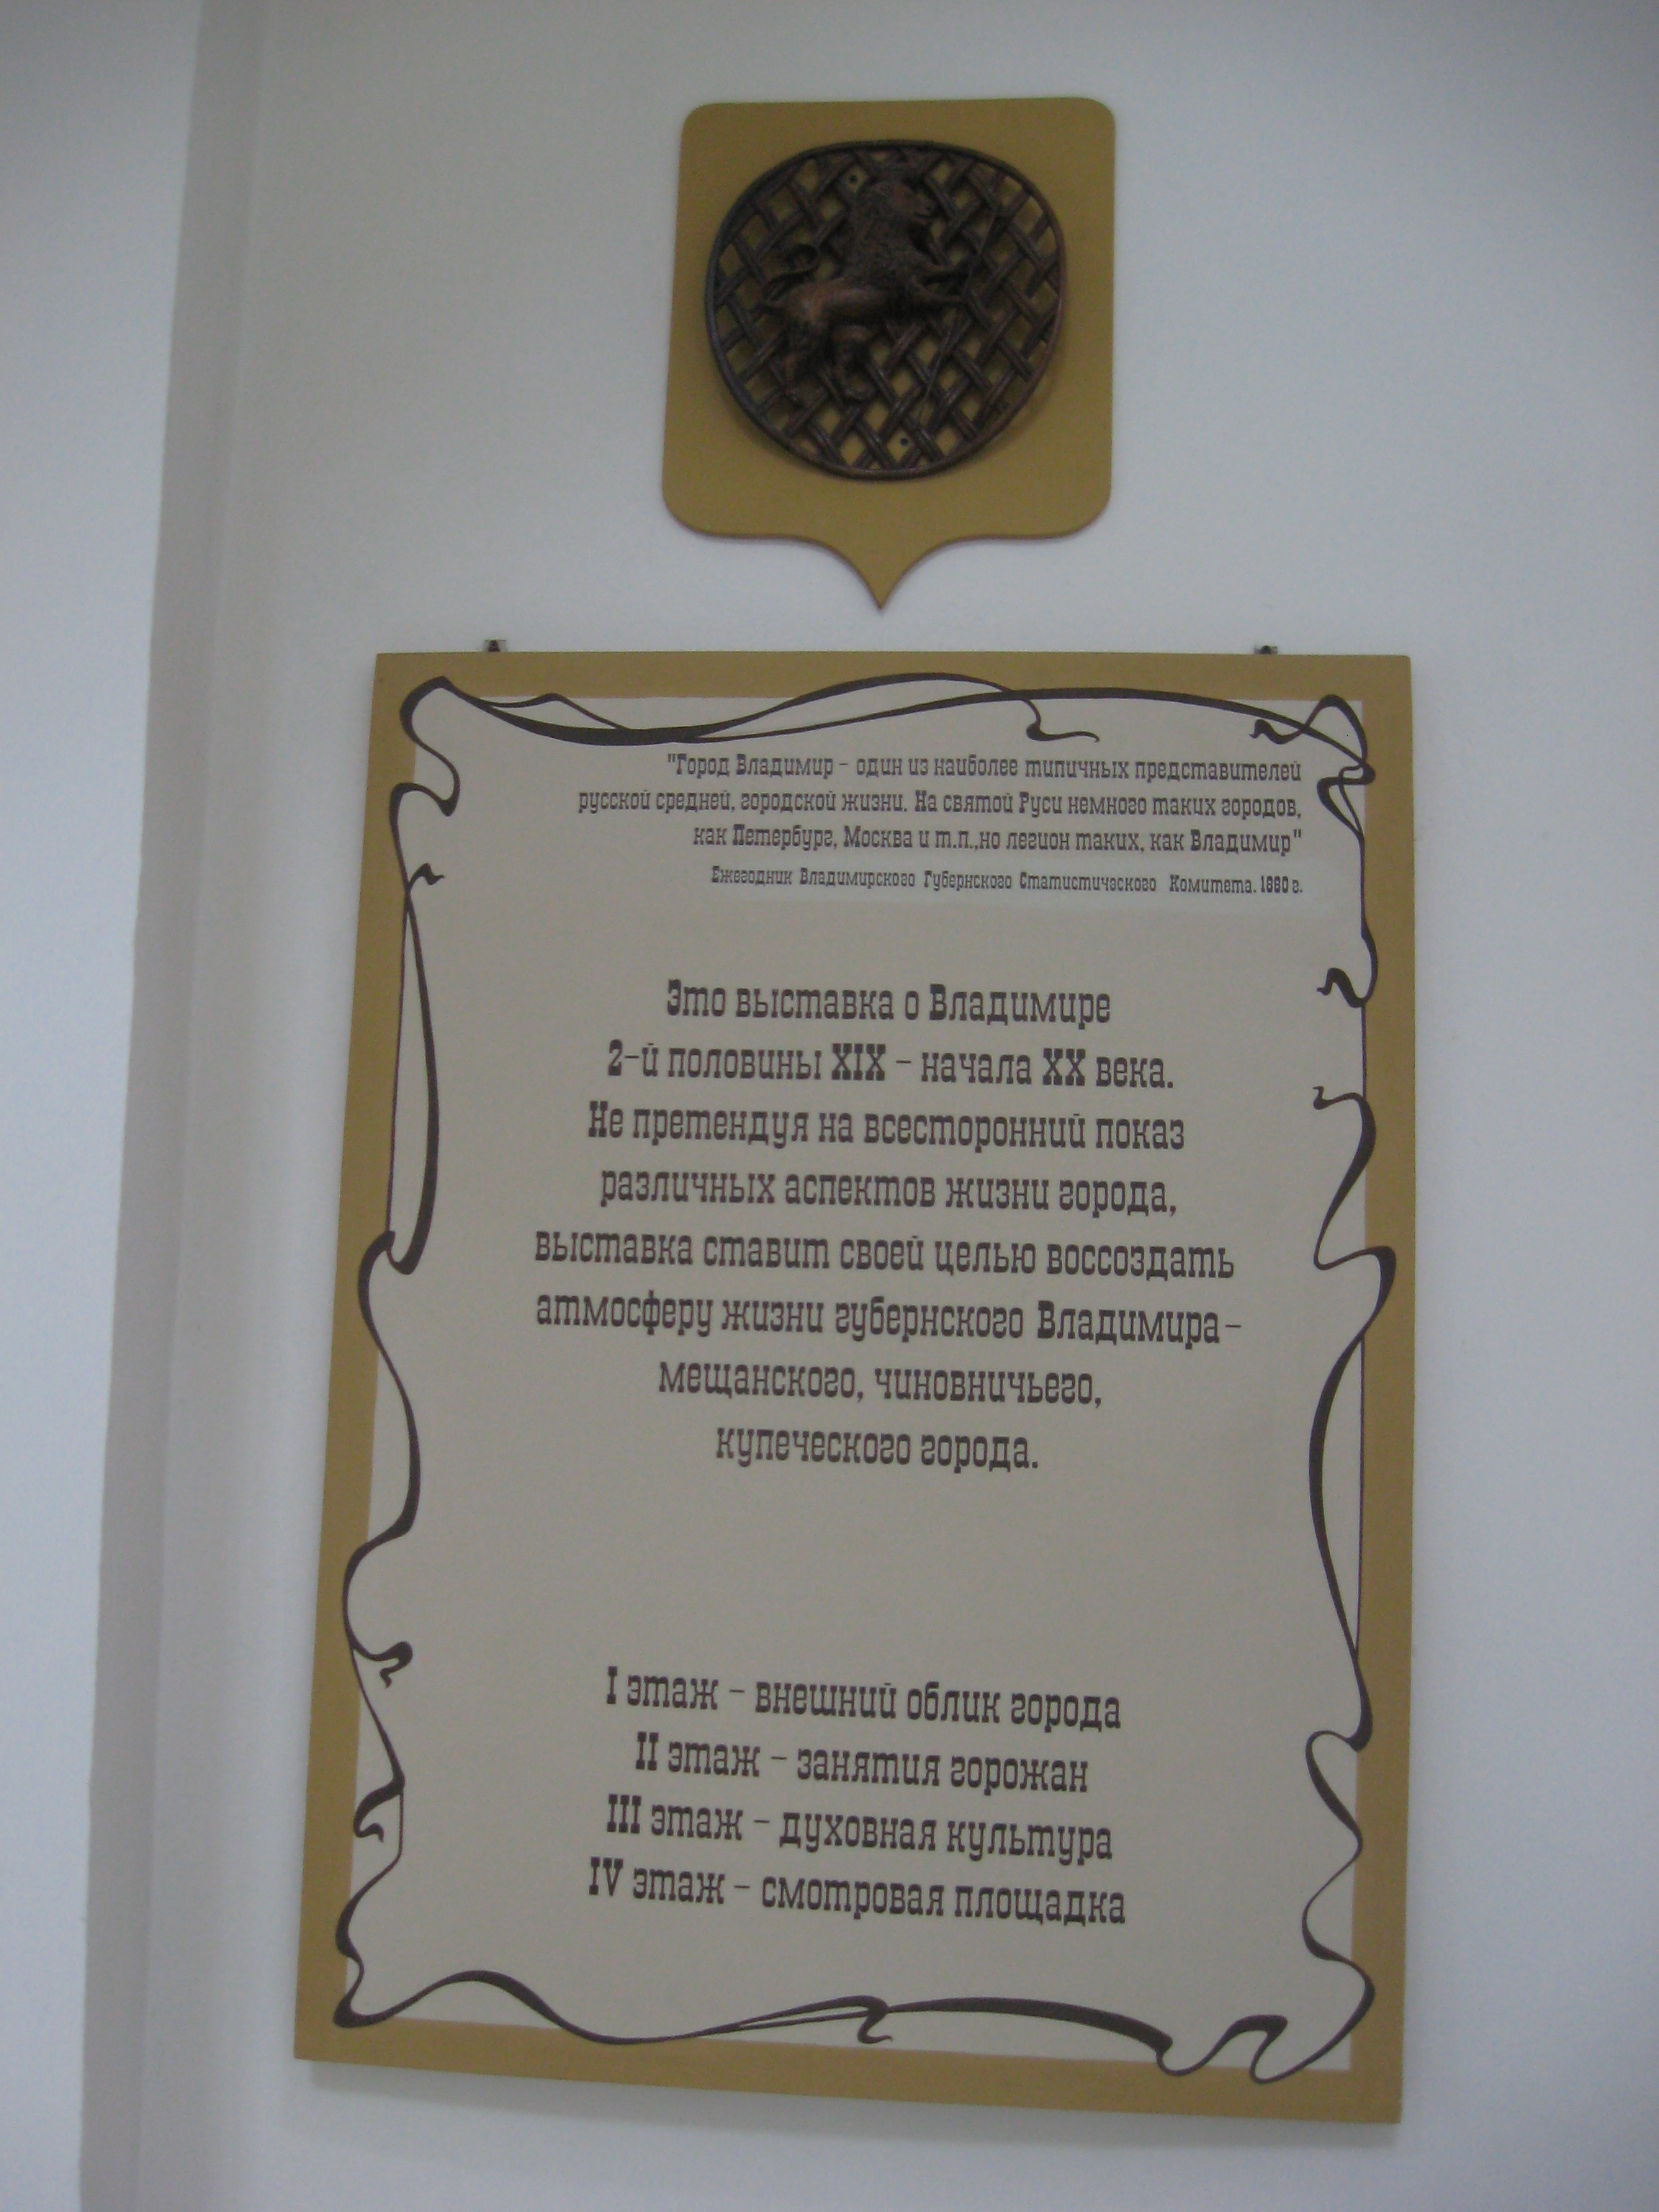 "Город Владимир - один из наиболее типичных представителей
русской средней, городской жизни. На святой Руси немного таких городов,
как Петербург, Москва и т.п.,но легион таких, как Владимир"
Ежегодник Владимирского Губернского Статистического Комитета. 1880 г.
Это выставка о Владимире
2-й половины XIX - начала XX века.
Не претендуя на всесторонний показ
различных аспектов жизни города,
выставка ставит своей целью воссоздать
атмосферу жизни губернского Владимира-
мещанского, чиновничьего,
купеческого города.
I этаж - внешний облик города
II этаж - занятия горожан
III этаж - духовная культура
IV этаж - смотровая площадка